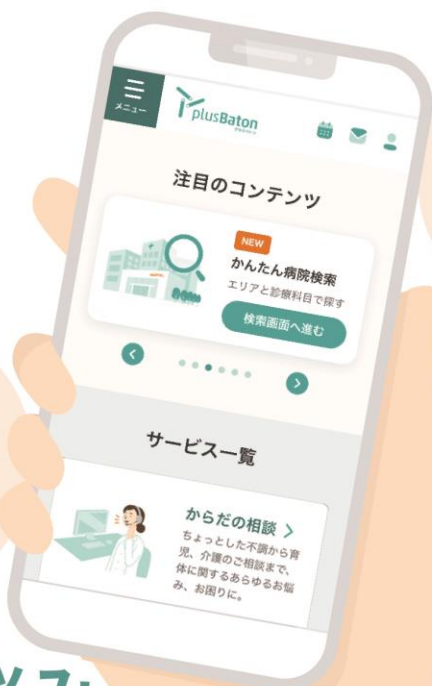 メニュー
plusBaton
注目のコンテンツ
NEW
かんたん病院検索
エリアと診療科目で探す
検索画面へ進む
サービス一覧
からだの相談
ちょっとした不調から育
児、介護のご相談まで、
体に関するあらゆるお悩
み、お困りに。